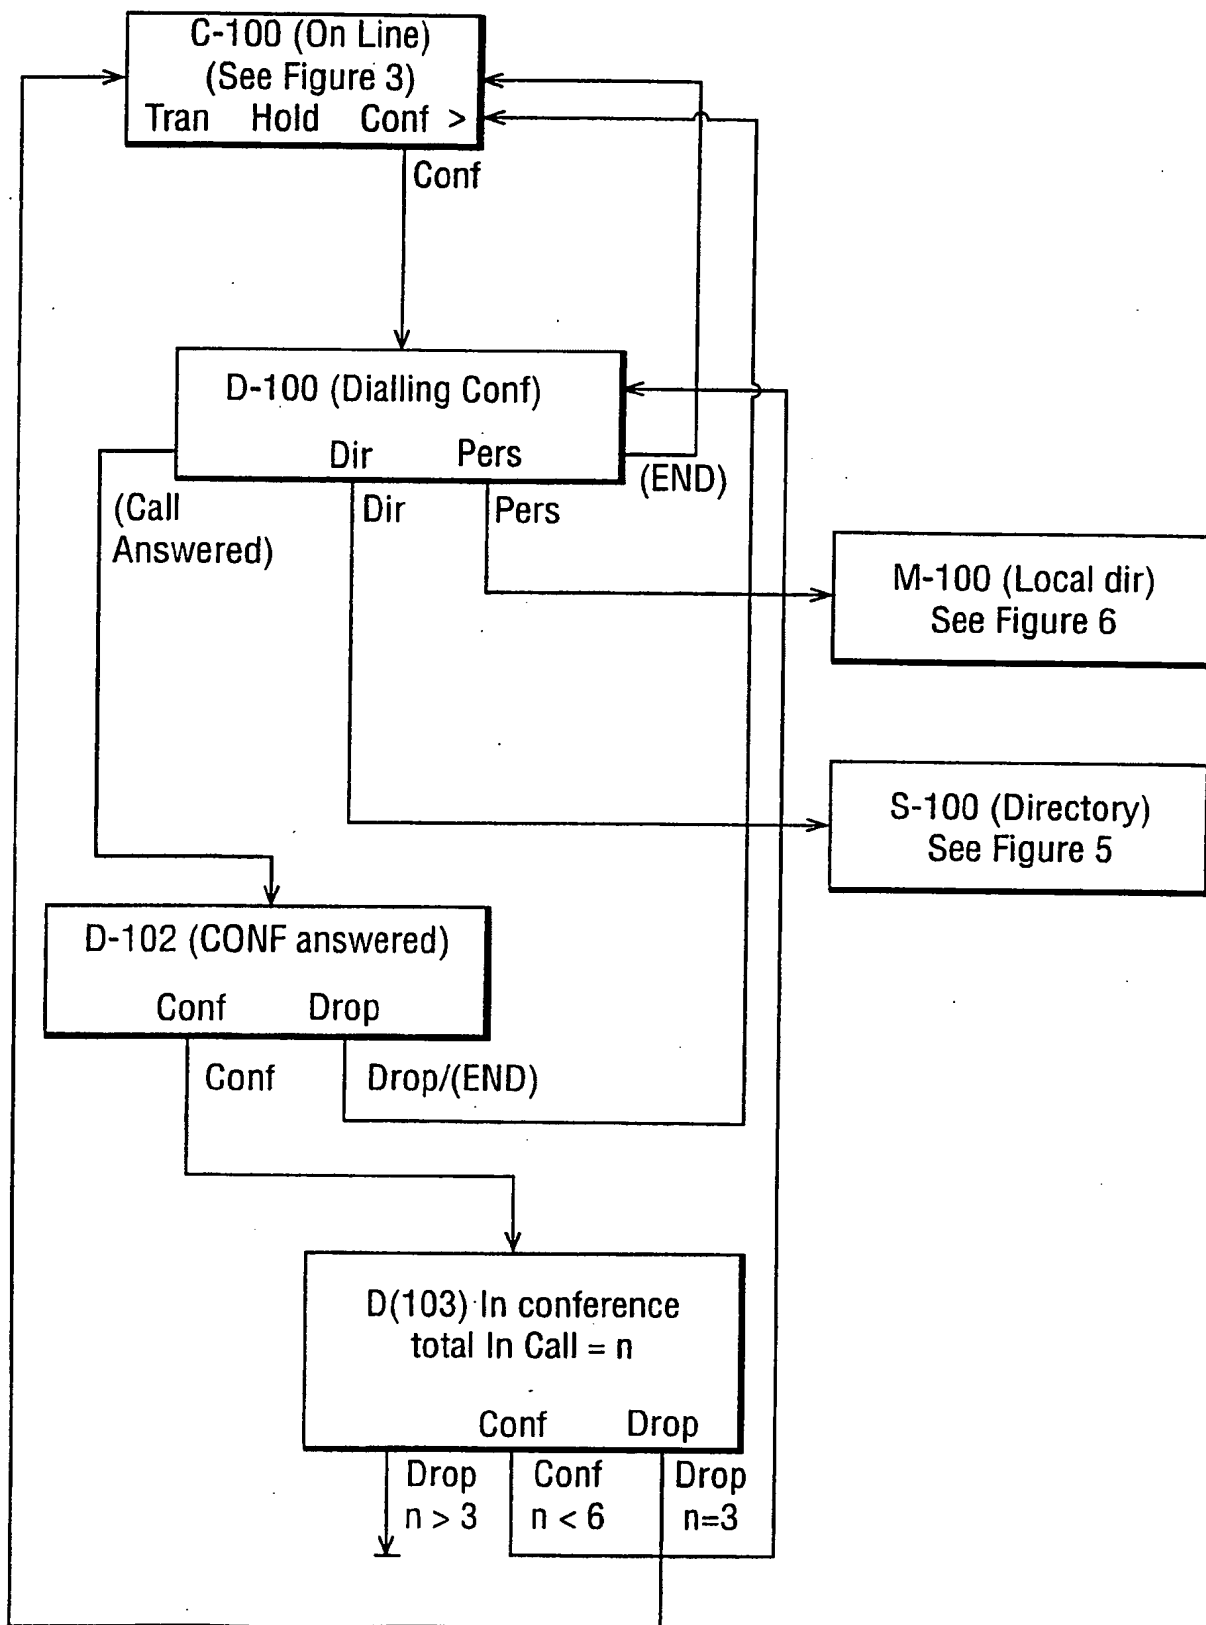 C-100 (On Line)
(See Figure 3)
Tran Hold Conf >
Conf
D-100 (Dialling Conf)
Dir Pers
(END)
(Call
Answered)
Dir
Pers
M-100 (Local dir)
See Figure 6
S-100 (Directory)
See Figure 5
D-102 (CONF answered)
Conf Drop
Conf
Drop/(END)
D(103) In conference
total In Call = n
Conf Drop
Drop
n > 3
Conf
n < 6
Drop
n=3